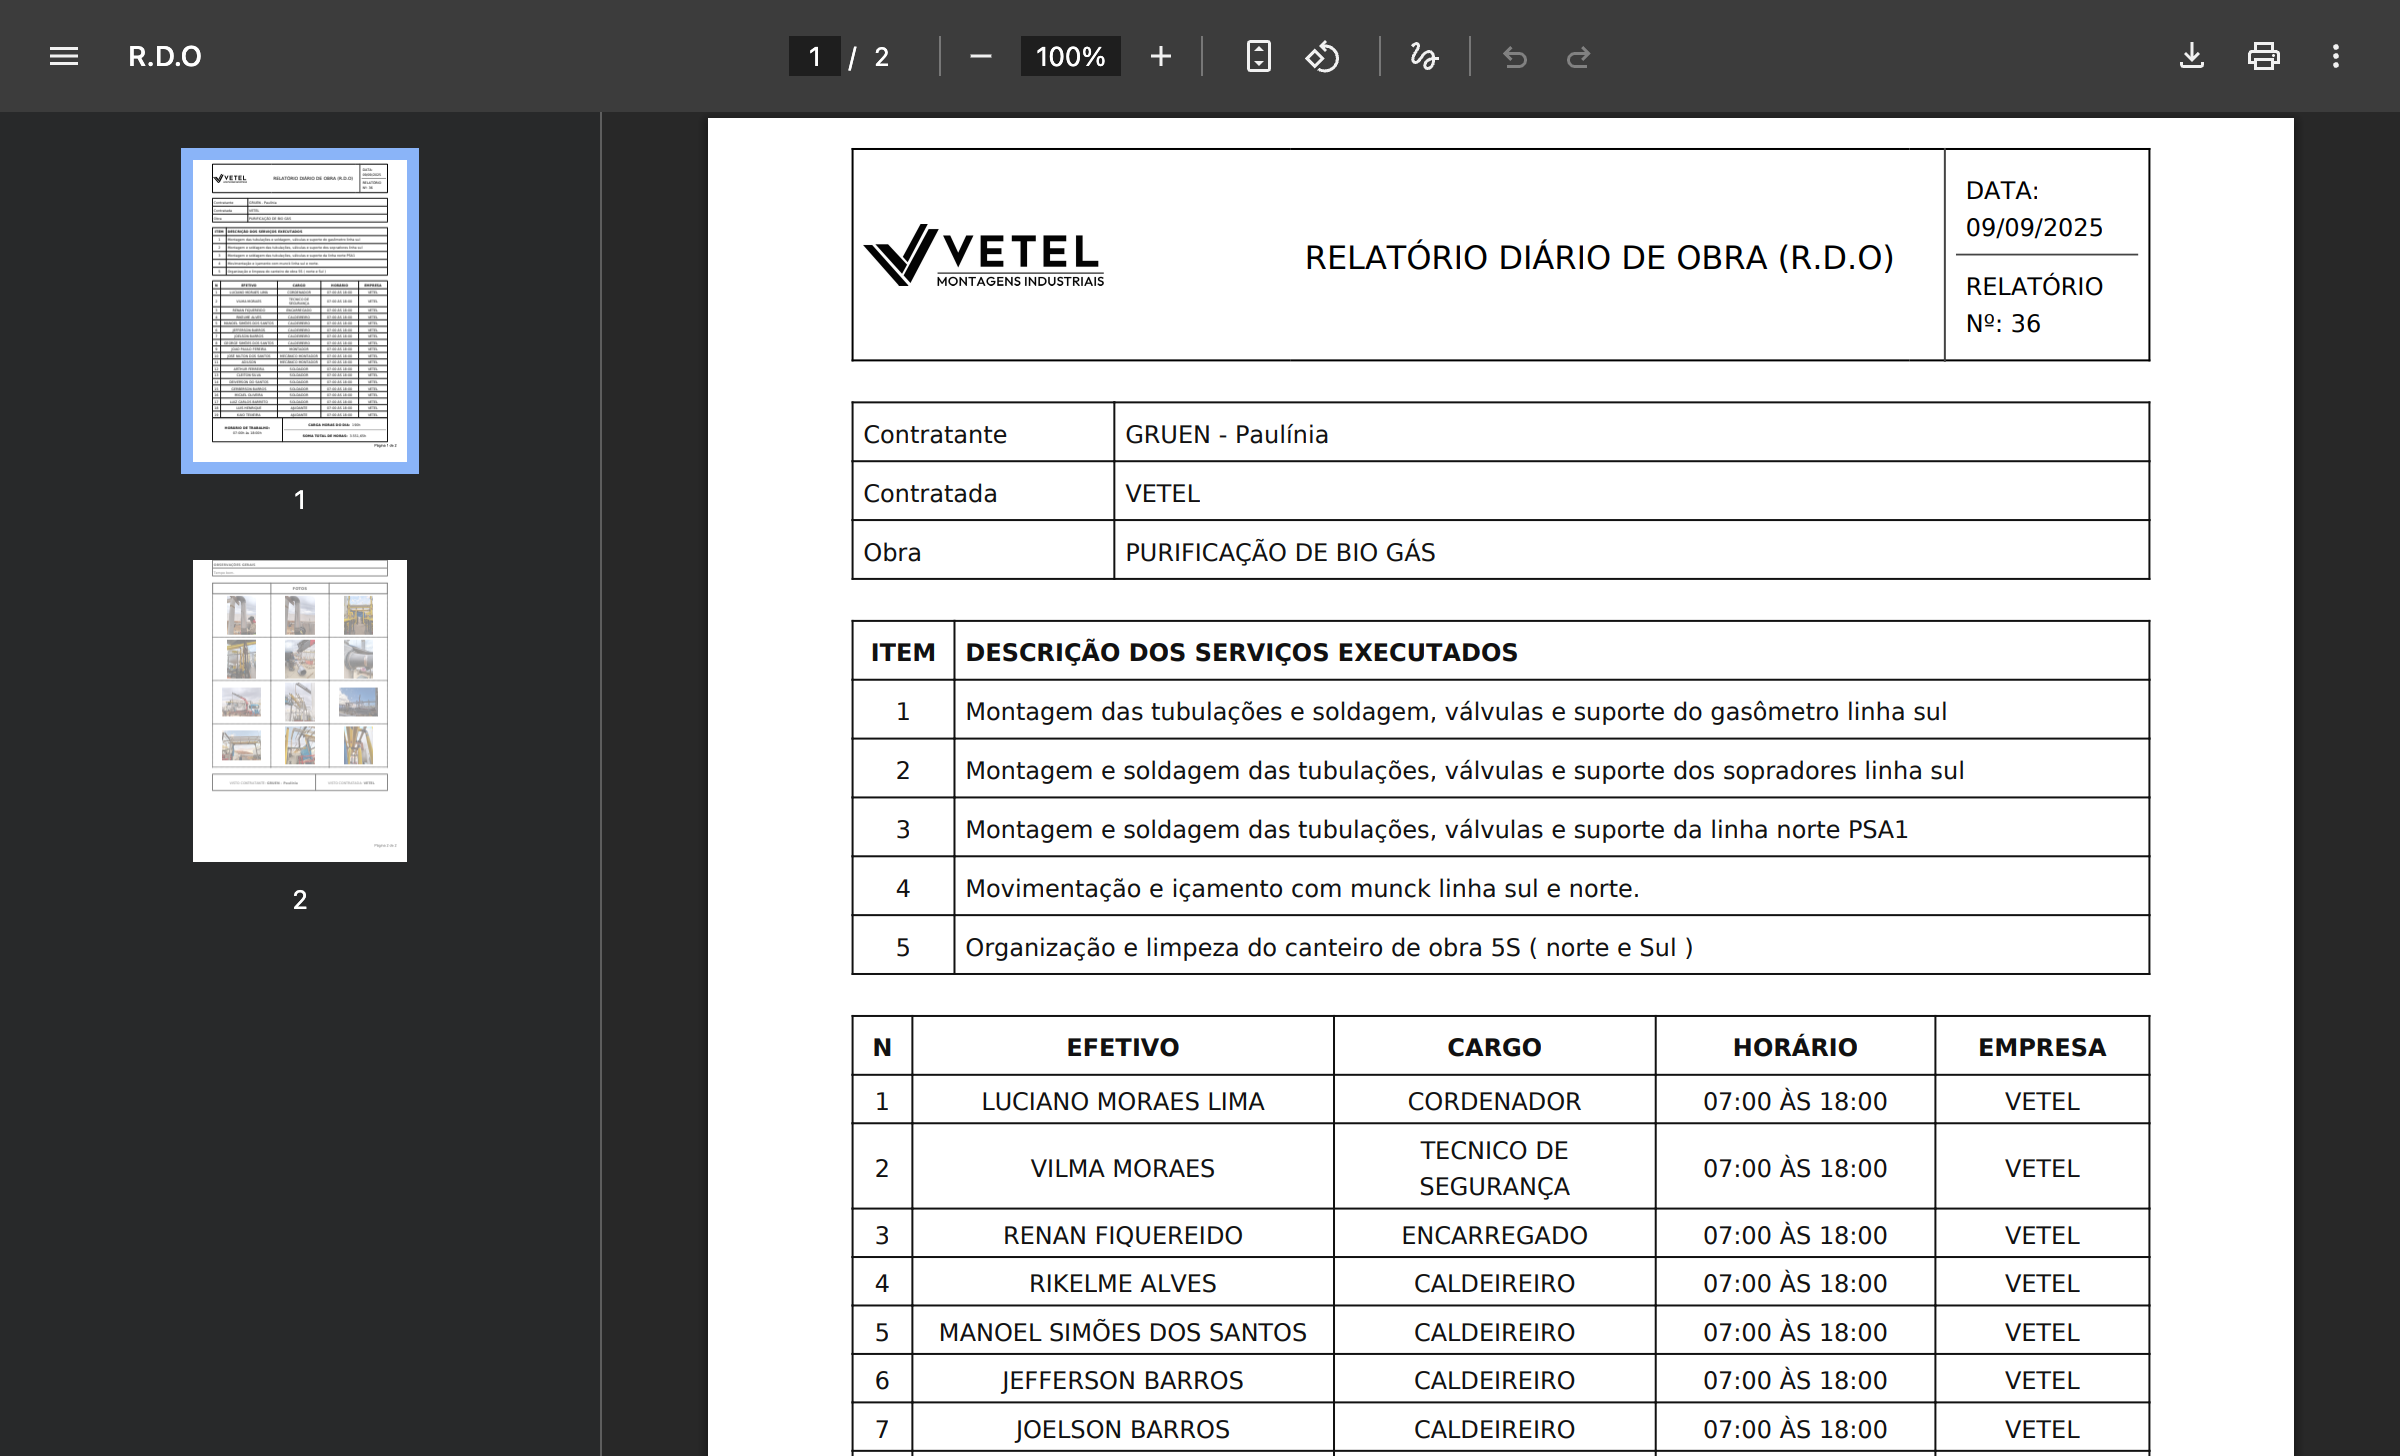 R.D.O
1 / 2
100%
VETEL
MONTAGENS INDUSTRIAIS
RELATÓRIO DIÁRIO DE OBRA (R.D.O)
DATA:
09/09/2025
RELATÓRIO
Nº: 36
Contratante GRUEN - Paulínia
Contratada VETEL
Obra PURIFICAÇÃO DE BIO GÁS
ITEM DESCRIÇÃO DOS SERVIÇOS EXECUTADOS
1 Montagem das tubulações e soldagem, válvulas e suporte do gasômetro linha sul
2 Montagem e soldagem das tubulações, válvulas e suporte dos sopradores linha sul
3 Montagem e soldagem das tubulações, válvulas e suporte da linha norte PSA1
4 Movimentação e içamento com munck linha sul e norte.
5 Organização e limpeza do canteiro de obra 5S ( norte e Sul )
N EFETIVO CARGO HORÁRIO EMPRESA
1 LUCIANO MORAES LIMA CORDENADOR 07:00 ÀS 18:00 VETEL
2 VILMA MORAES TECNICO DE SEGURANÇA 07:00 ÀS 18:00 VETEL
3 RENAN FIQUEREIDO ENCARREGADO 07:00 ÀS 18:00 VETEL
4 RIKELME ALVES CALDEIREIRO 07:00 ÀS 18:00 VETEL
5 MANOEL SIMÕES DOS SANTOS CALDEIREIRO 07:00 ÀS 18:00 VETEL
6 JEFFERSON BARROS CALDEIREIRO 07:00 ÀS 18:00 VETEL
7 JOELSON BARROS CALDEIREIRO 07:00 ÀS 18:00 VETEL
1
2